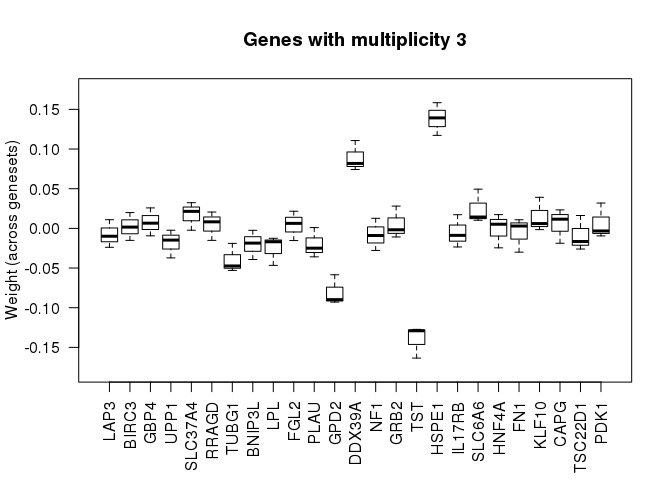 Genes with multiplicity 3
Weight (across genesets)
0.15
0.10
0.05
0.00
-0.05
-0.10
-0.15
LAP3
BIRC3
GBP4
UPP1
SLC37A4
RRAGD
TUBG1
BNIP3L
LPL
FGL2
PLAU
GPD2
DDX39A
NF1
GRB2
TST
HSPE1
IL17RB
SLC6A6
HNF4A
FN1
KLF10
CAPG
TSC22D1
PDK1